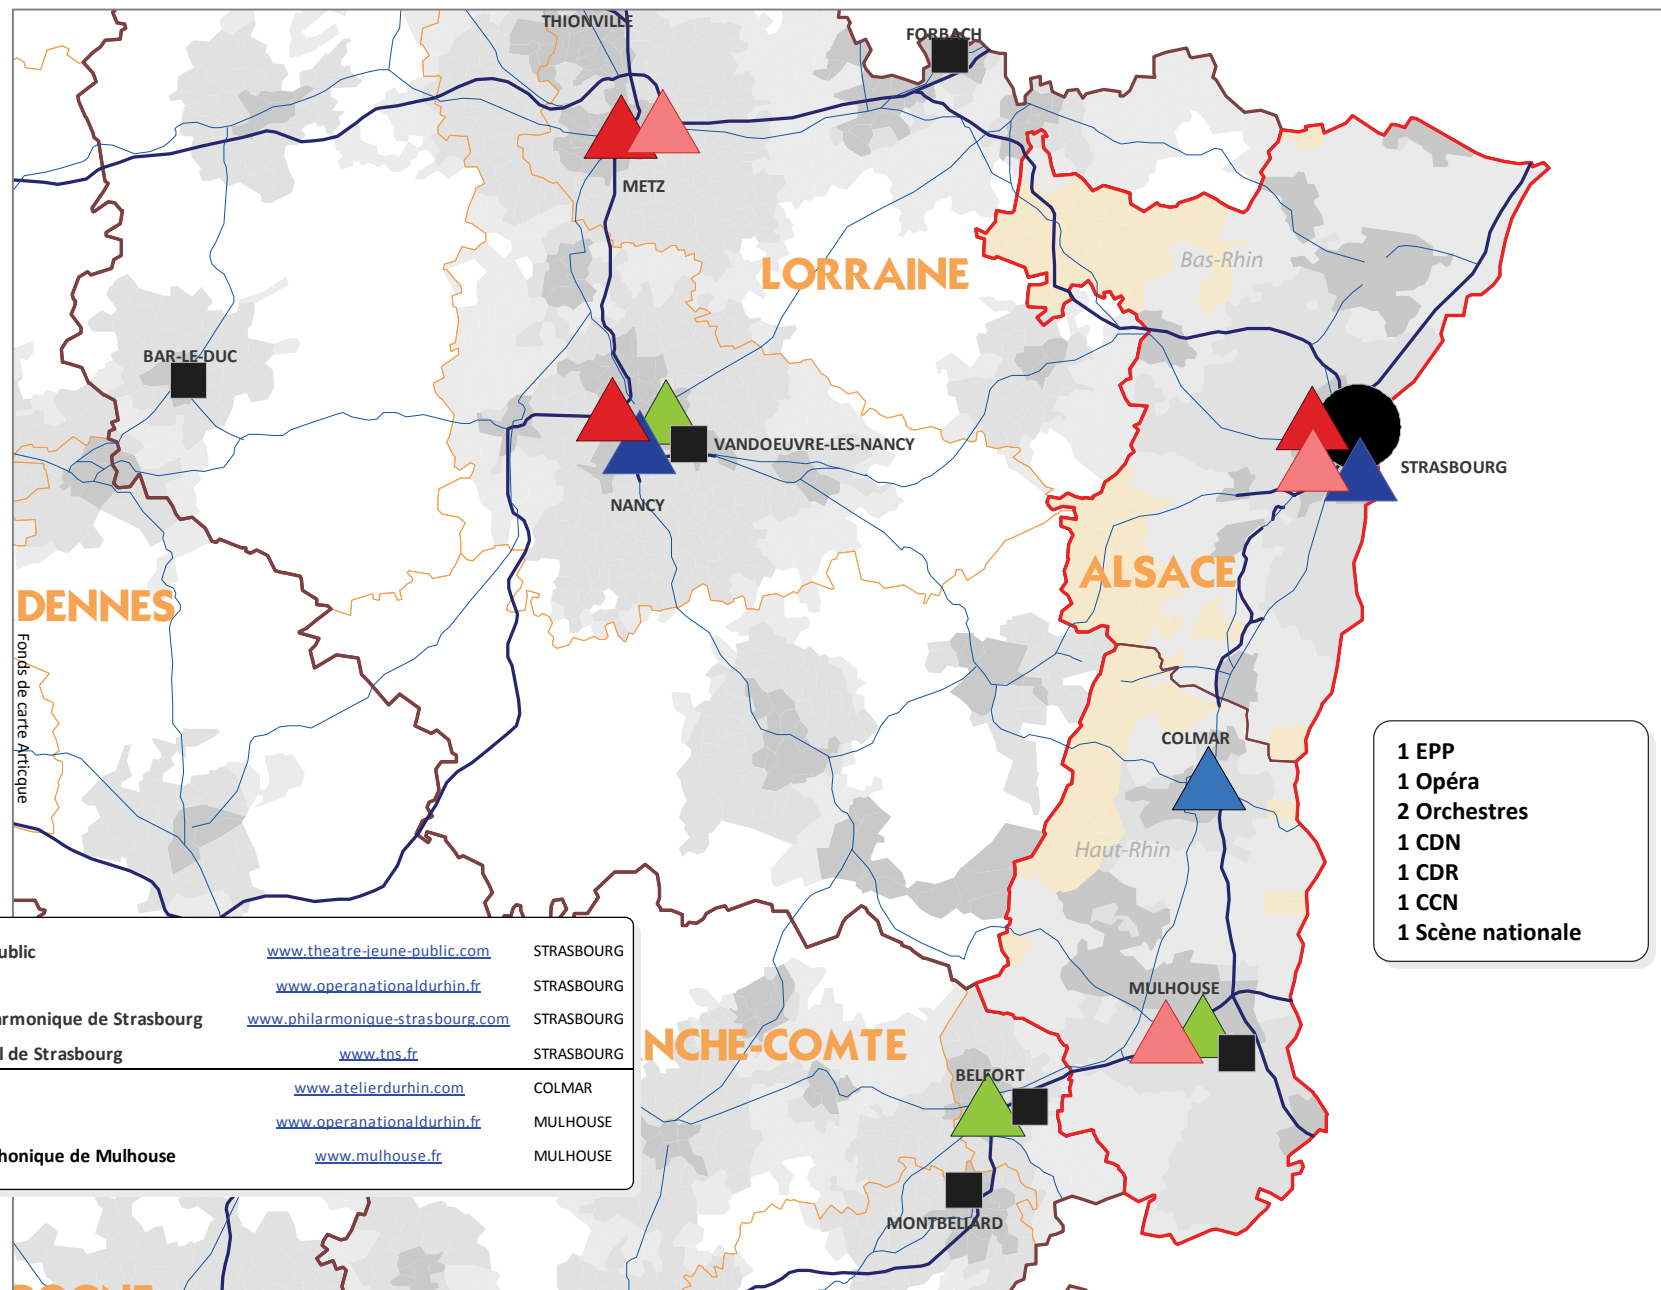 THIONVILLE
FORBACH
METZ
LORRAINE
Bas-Rhin
BAR-LE-DUC
VANDOEUVRE-LES-NANCY
STRASBOURG
NANCY
ALSACE
DENNES
Fonds de carte Articque
COLMAR
Haut-Rhin
1 EPP
1 Opéra
2 Orchestres
1 CDN
1 CDR
1 CCN
1 Scène nationale
ublic www.theatre-jeune-public.com STRASBOURG
www.operanationaldurhin.fr STRASBOURG
armonique de Strasbourg www.philarmonique-strasbourg.com STRASBOURG
l de Strasbourg www.tns.fr STRASBOURG
www.atelierdurhin.com COLMAR
www.operanationaldurhin.fr MULHOUSE
honique de Mulhouse www.mulhouse.fr MULHOUSE
MULHOUSE
NCHE-COMTE
BELFORT
MONTBELIARD